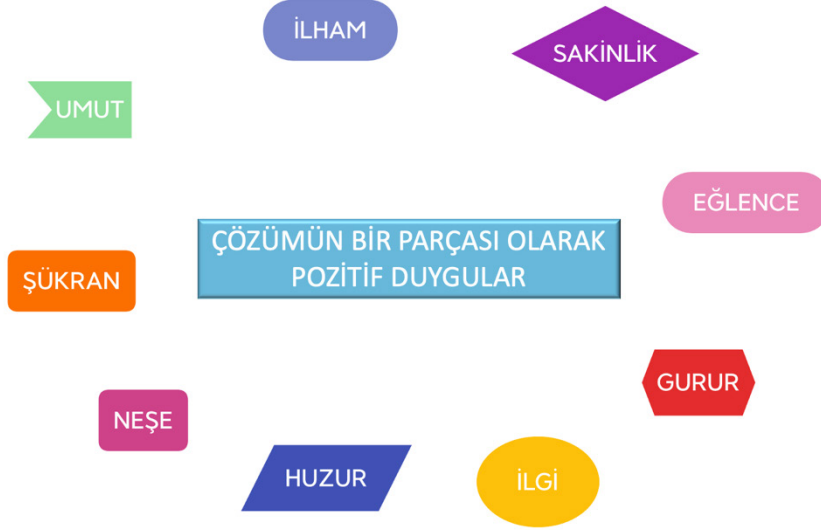 İLHAM
SAKİNLİK
UMUT
EĞLENCE
ÇÖZÜMÜN BİR PARÇASI OLARAK
POZİTİF DUYGULAR
ŞÜKRAN
GURUR
NEŞE
HUZUR
İLGİ